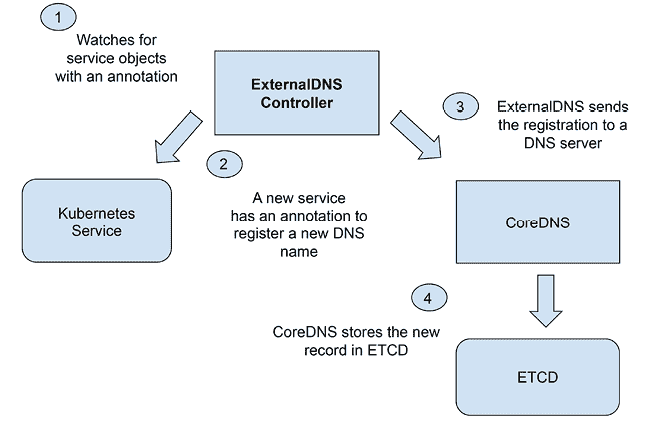 1
Watches for
service objects
with an annotation
ExternalDNS
Controller
3
ExternalDNS sends
the registration to a
DNS server
2
Kubernetes
Service
A new service
has an annotation to
register a new DNS
name
CoreDNS
4
CoreDNS stores the new
record in ETCD
ETCD